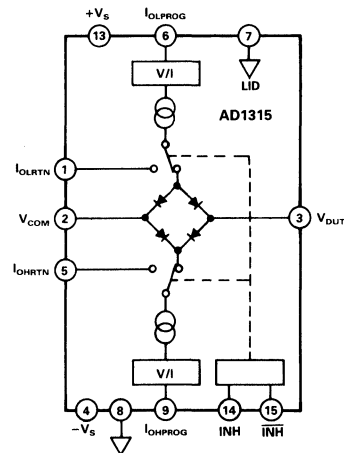 +VS
IOLPROG
13
6
7
V/I
LID
AD1315
IOLRTN
1
VCOM
2
3
VDUT
IOHRTN
5
V/I
4
8
9
14
15
-VS
IOHPROG
INH
INH